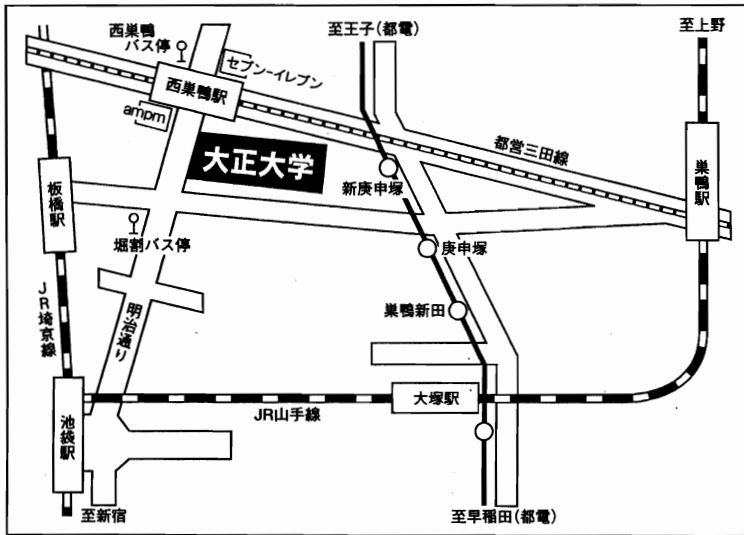 西巣鴨
バス停
至王子(都電)
至上野
セブン-イレブン
西巣鴨駅
ampm
都営三田線
大正大学
巣鴨駅
新庚申塚
板橋駅
堀割バス停
庚申塚
巣鴨新田
JR埼京線
明治通り
池袋駅
JR山手線
大塚駅
至新宿
至早稲田(都電)